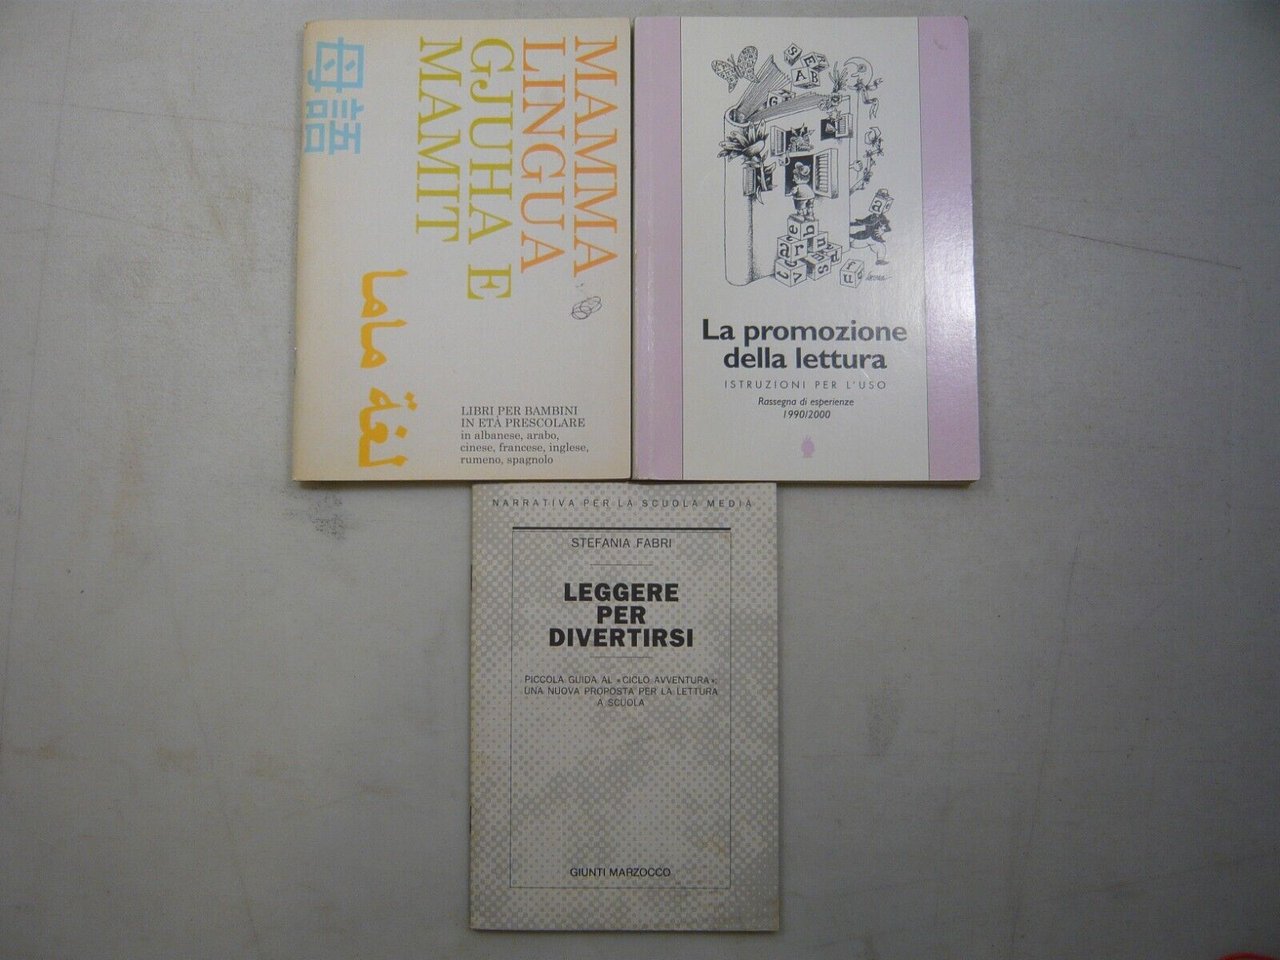 MAMMA
LINGUA
GJUHA E
MAMIT
母語
لغة ماما
LIBRI PER BAMBINI
IN ETÀ PRESCOLARE
in albanese, arabo,
cinese, francese, inglese,
rumeno, spagnolo
La promozione
della lettura
ISTRUZIONI PER L'USO
Rassegna di esperienze
1990/2000
NARRATIVA PER LA SCUOLA MEDIA
STEFANIA FABRI
LEGGERE
PER
DIVERTIRSI
PICCOLA GUIDA AL «CICLO AVVENTURA»:
UNA NUOVA PROPOSTA PER LA LETTURA
A SCUOLA
GIUNTI MARZOCCO